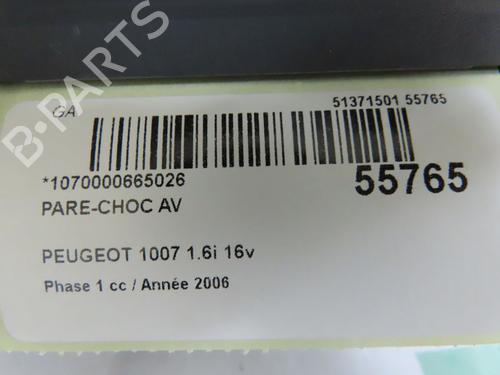 B-PARTS
GA
51371501 55765
*1070000665026
55765
PARE-CHOC AV
PEUGEOT 1007 1.6i 16v
Phase 1 cc / Année 2006